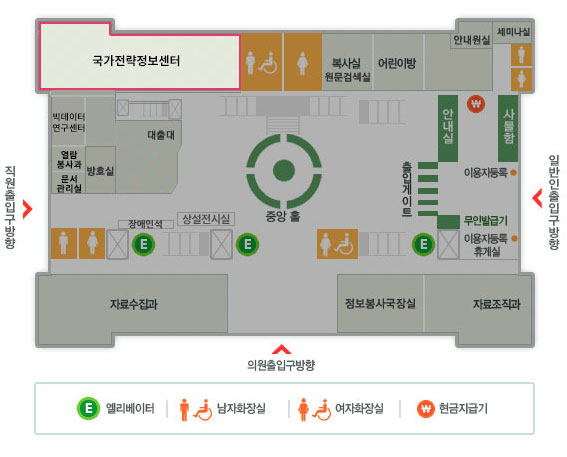 국가전략정보센터
복사실
원문검색실
어린이방
안내원실
세미나실
빅데이터
연구센터
대출대
열람
봉사과
방호실
문서
관리실
안내실
사물함
₩
출입게이트
이용자등록
무인발급기
이용자등록
휴게실
중앙 홀
장애인석
상설전시실
E
E
E
직원출입구방향
일반인출입구방향
자료수집과
정보봉사국장실
자료조직과
의원출입구방향
E 엘리베이터
남자화장실
여자화장실
₩ 현금지급기